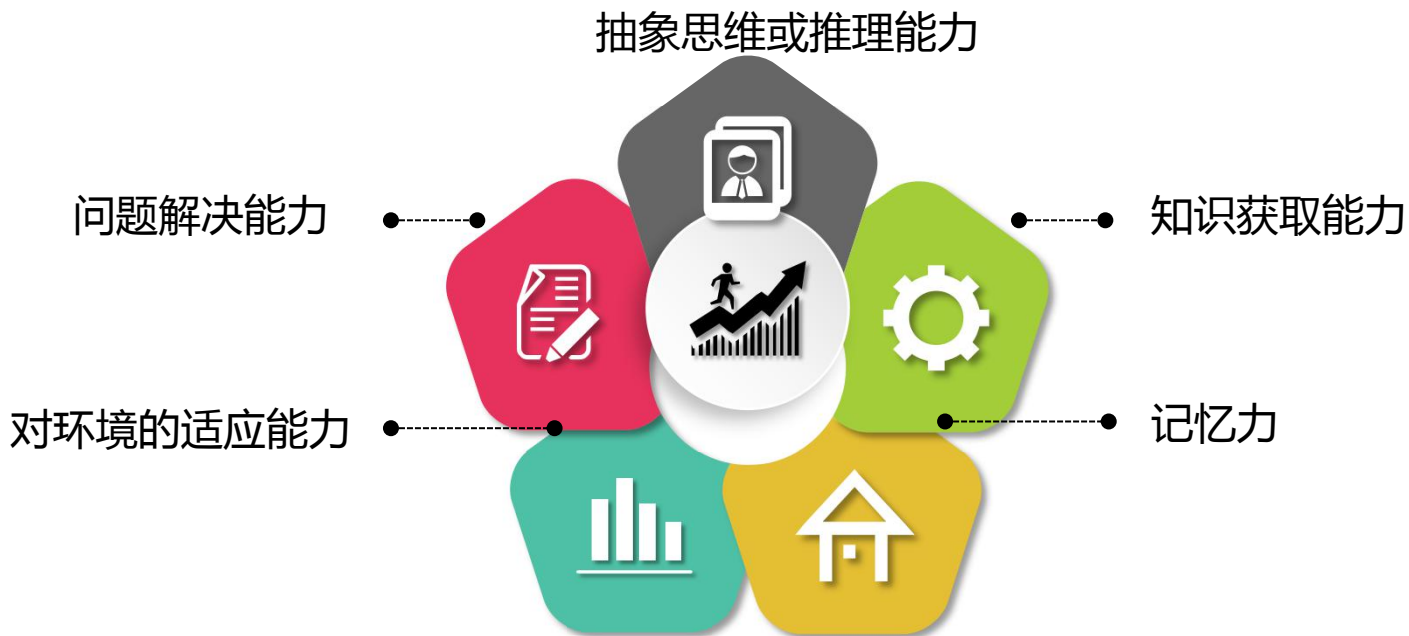 抽象思维或推理能力
问题解决能力
知识获取能力
对环境的适应能力
记忆力